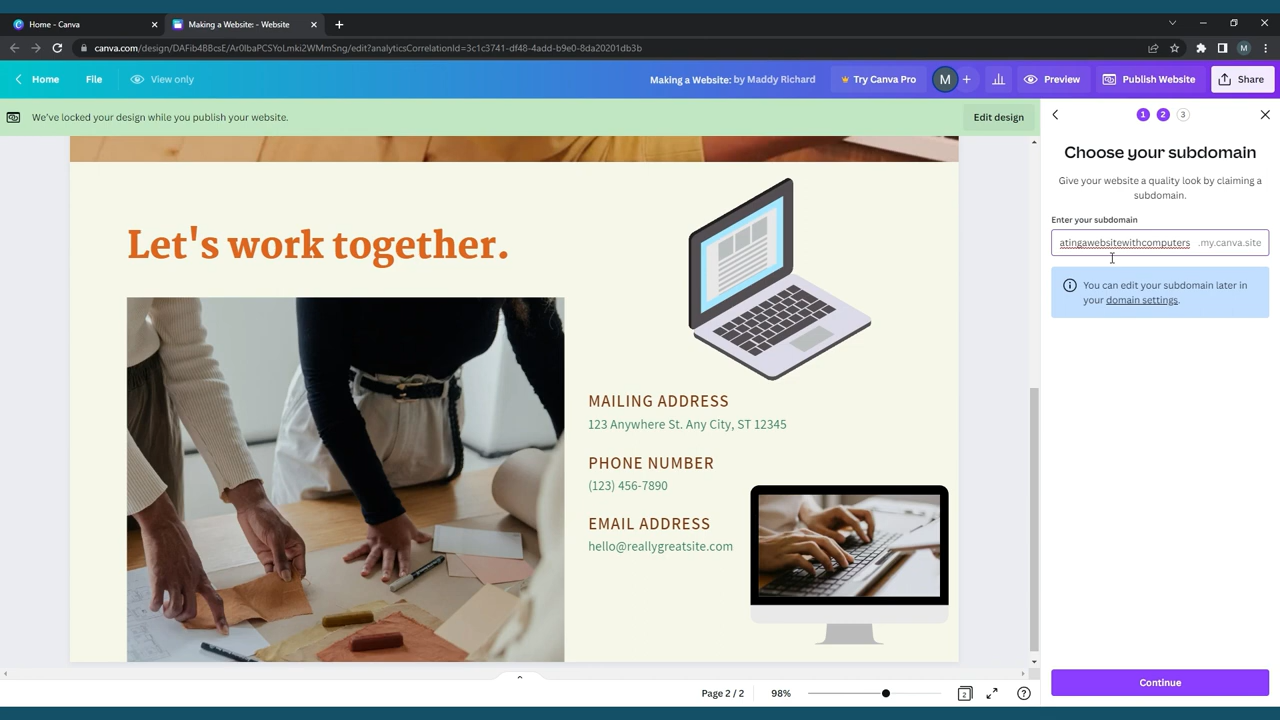 Home - Canva
Making a Website: - Website
canva.com/design/DAFib4BBcsE/Ar0lbaPCSYoLmki2WMmSng/edit?analyticsCorrelationId=3c1c3741-df48-4add-b9e0-8da20201db3b
M
Home
File
View only
Making a Website: by Maddy Richard
Try Canva Pro
M
Preview
Publish Website
Share
We've locked your design while you publish your website.
Edit design
1
2
3
Choose your subdomain
Give your website a quality look by claiming a
subdomain.
Enter your subdomain
atingawebsitewithcomputers .my.canva.site
You can edit your subdomain later in
your domain settings.
Let's work together.
MAILING ADDRESS
123 Anywhere St. Any City, ST 12345
PHONE NUMBER
(123) 456-7890
EMAIL ADDRESS
hello@reallygreatsite.com
Page 2 / 2
98%
2
Continue